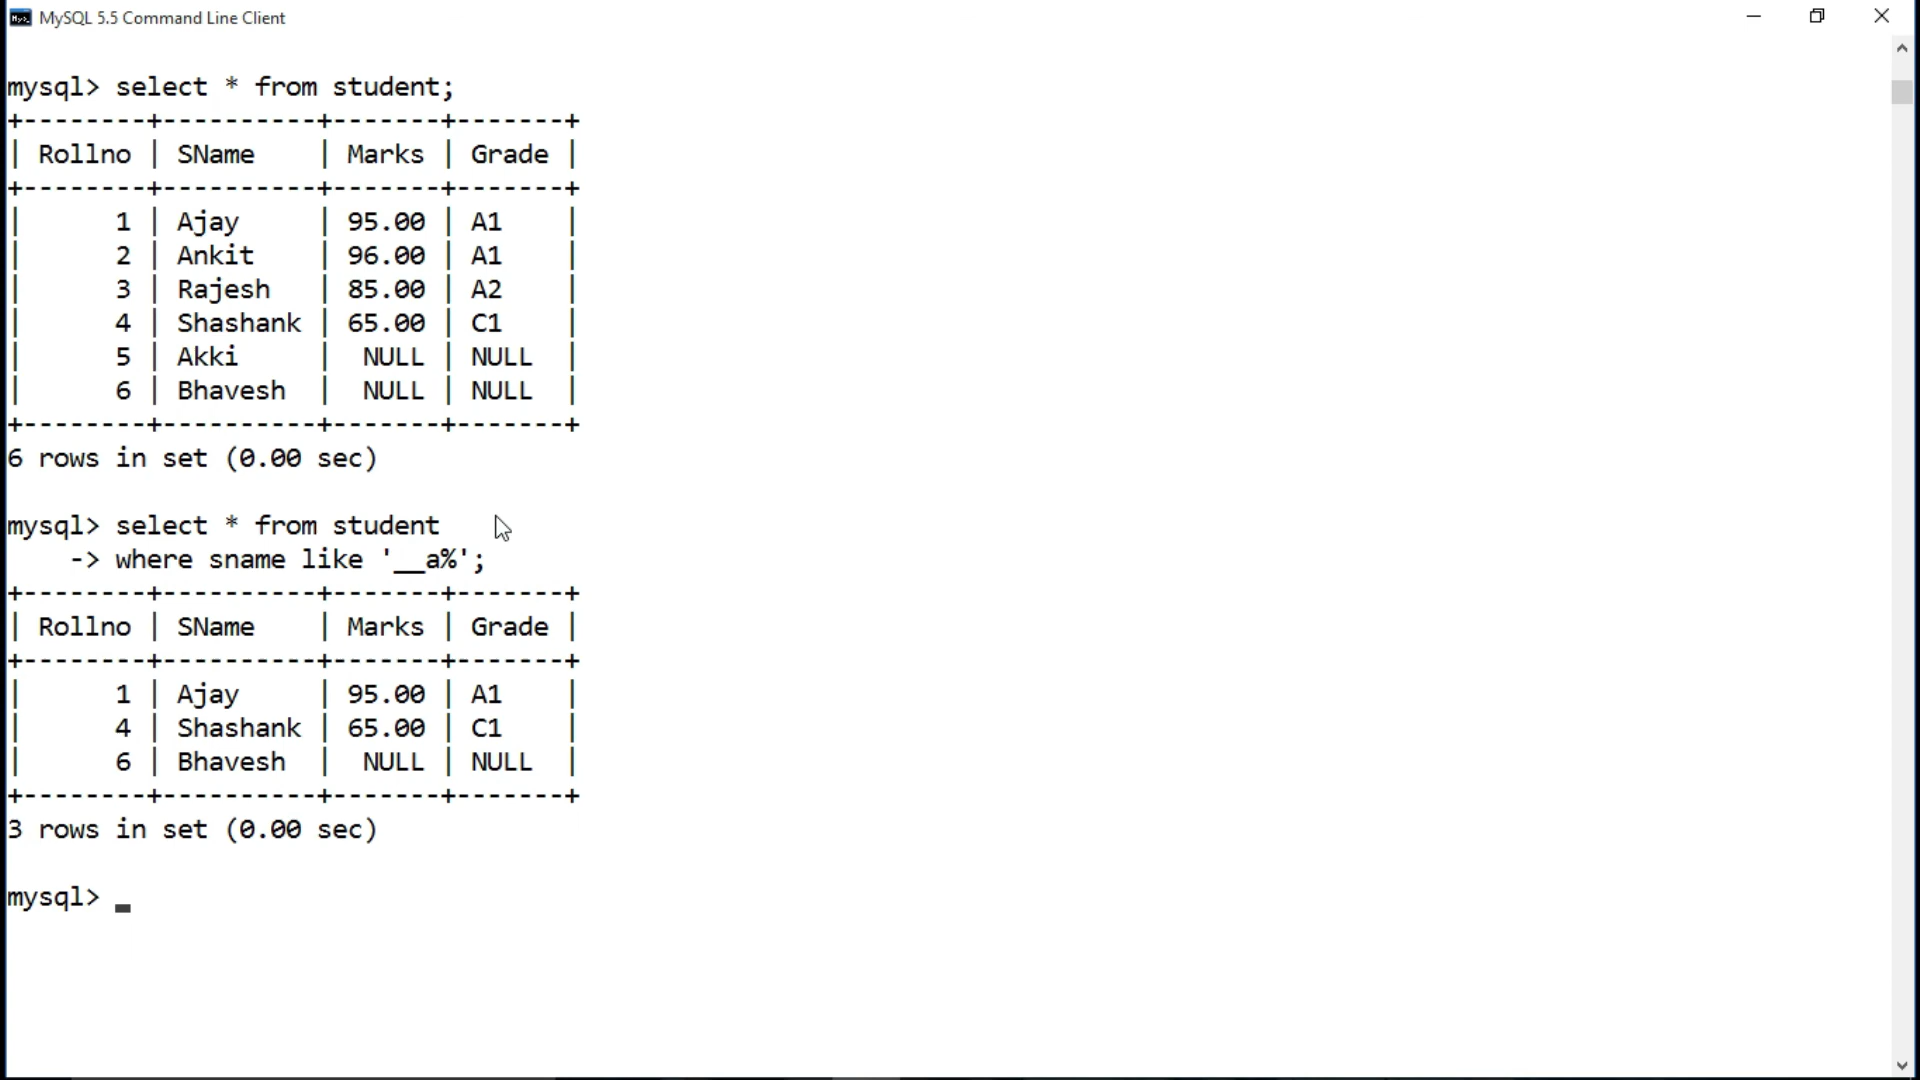 MySQL 5.5 Command Line Client
mysql> select * from student;
+--------+----------+-------+-------+
| Rollno | SName    | Marks | Grade |
+--------+----------+-------+-------+
|      1 | Ajay     | 95.00 | A1    |
|      2 | Ankit    | 96.00 | A1    |
|      3 | Rajesh   | 85.00 | A2    |
|      4 | Shashank | 65.00 | C1    |
|      5 | Akki     |  NULL | NULL  |
|      6 | Bhavesh  |  NULL | NULL  |
+--------+----------+-------+-------+
6 rows in set (0.00 sec)
mysql> select * from student
    -> where sname like '__a%';
+--------+----------+-------+-------+
| Rollno | SName    | Marks | Grade |
+--------+----------+-------+-------+
|      1 | Ajay     | 95.00 | A1    |
|      4 | Shashank | 65.00 | C1    |
|      6 | Bhavesh  |  NULL | NULL  |
+--------+----------+-------+-------+
3 rows in set (0.00 sec)
mysql>